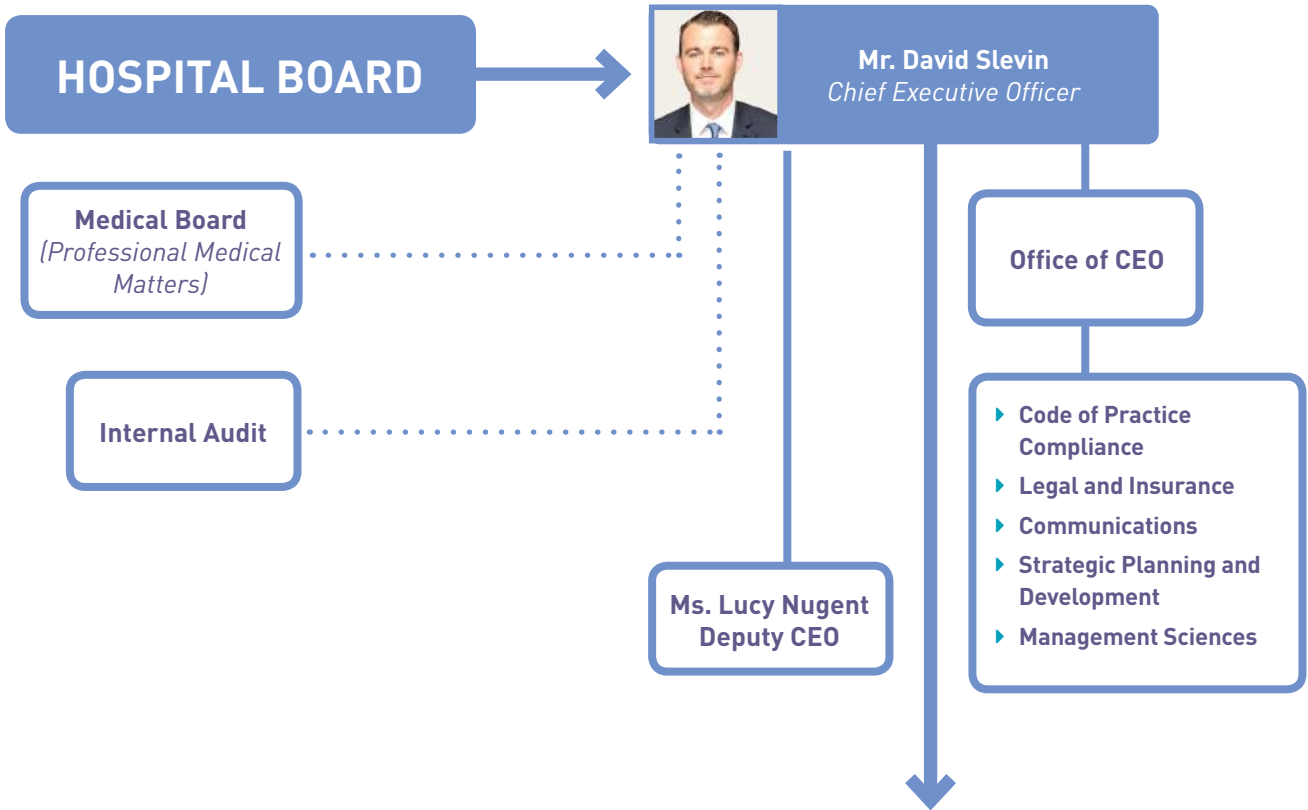 HOSPITAL BOARD
Mr. David Slevin
Chief Executive Officer
Medical Board
(Professional Medical
Matters)
Office of CEO
Internal Audit
Code of Practice
Compliance
Legal and Insurance
Communications
Strategic Planning and
Development
Management Sciences
Ms. Lucy Nugent
Deputy CEO